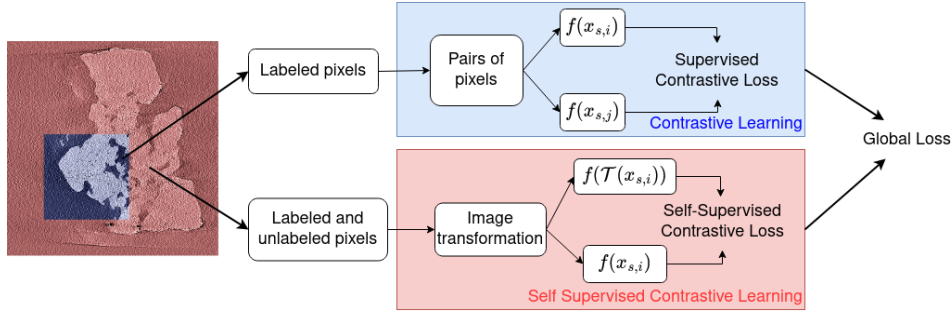 Labeled pixels
Pairs of
pixels
f(x_{s,i})
f(x_{s,j})
Supervised
Contrastive Loss
Contrastive Learning
Global Loss
Labeled and
unlabeled pixels
Image
transformation
f(𝒯(x_{s,i}))
f(x_{s,i})
Self-Supervised
Contrastive Loss
Self Supervised Contrastive Learning